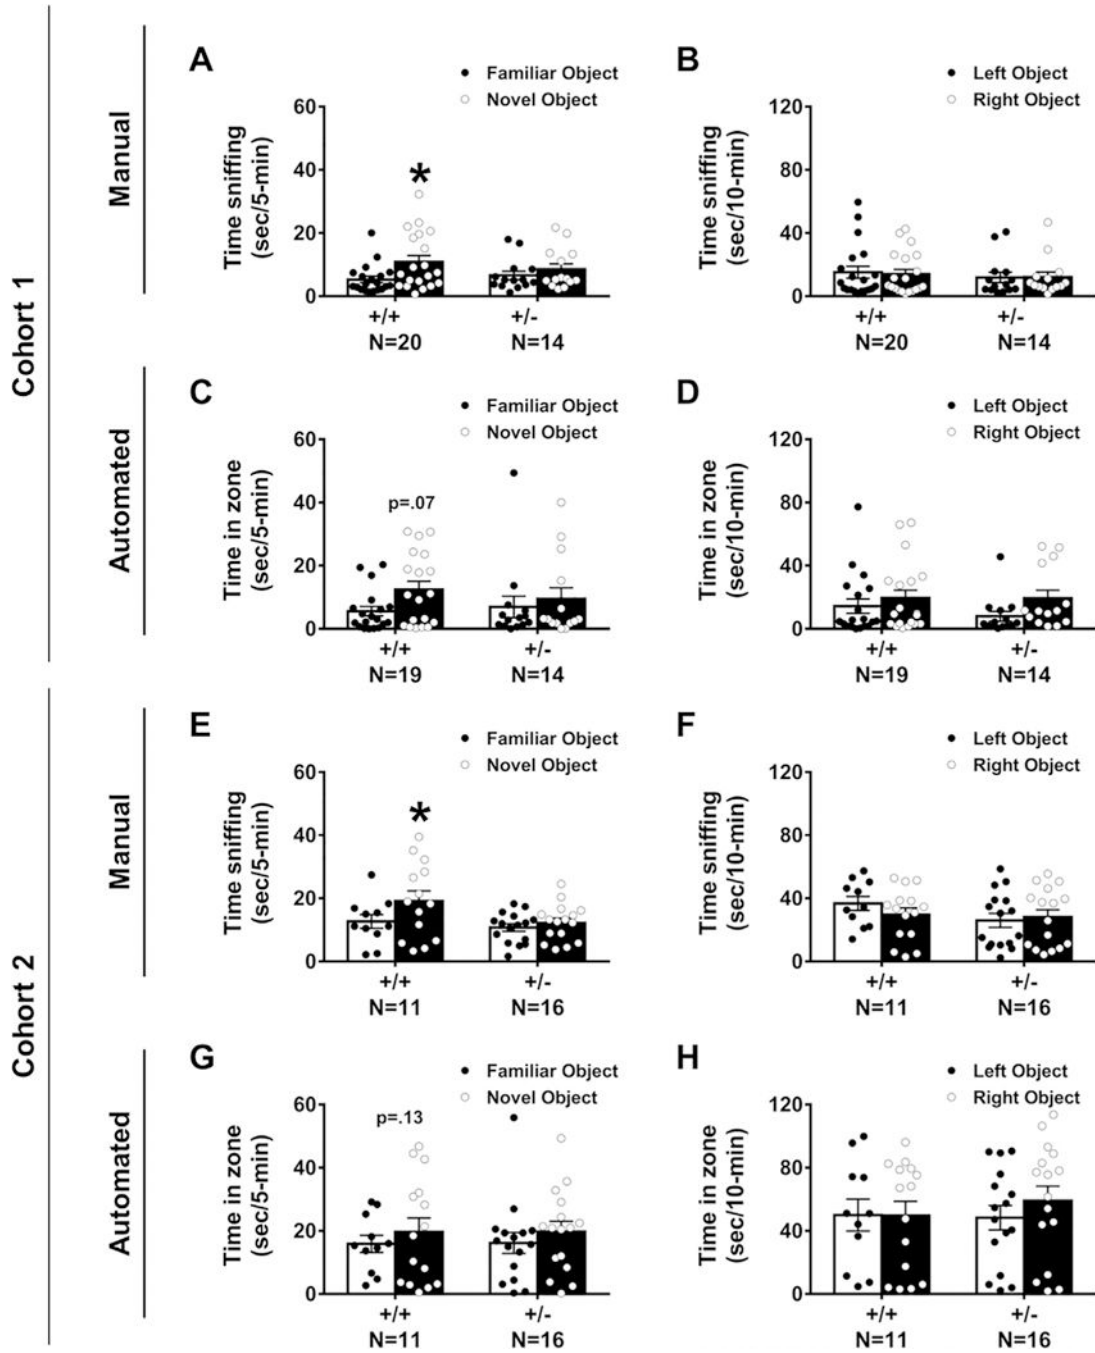 Cohort 1
Manual
A
Familiar Object
Novel Object
Time sniffing
(sec/5-min)
60
40
20
0
*
+/+
N=20
+/-
N=14
B
Left Object
Right Object
Time sniffing
(sec/10-min)
120
80
40
0
+/+
N=20
+/-
N=14
Automated
C
Familiar Object
Novel Object
Time in zone
(sec/5-min)
60
40
20
0
p=.07
+/+
N=19
+/-
N=14
D
Left Object
Right Object
Time in zone
(sec/10-min)
120
80
40
0
+/+
N=19
+/-
N=14
Cohort 2
Manual
E
Familiar Object
Novel Object
Time sniffing
(sec/5-min)
60
40
20
0
*
+/+
N=11
+/-
N=16
F
Left Object
Right Object
Time sniffing
(sec/10-min)
120
80
40
0
+/+
N=11
+/-
N=16
Automated
G
Familiar Object
Novel Object
Time in zone
(sec/5-min)
60
40
20
0
p=.13
+/+
N=11
+/-
N=16
H
Left Object
Right Object
Time in zone
(sec/10-min)
120
80
40
0
+/+
N=11
+/-
N=16